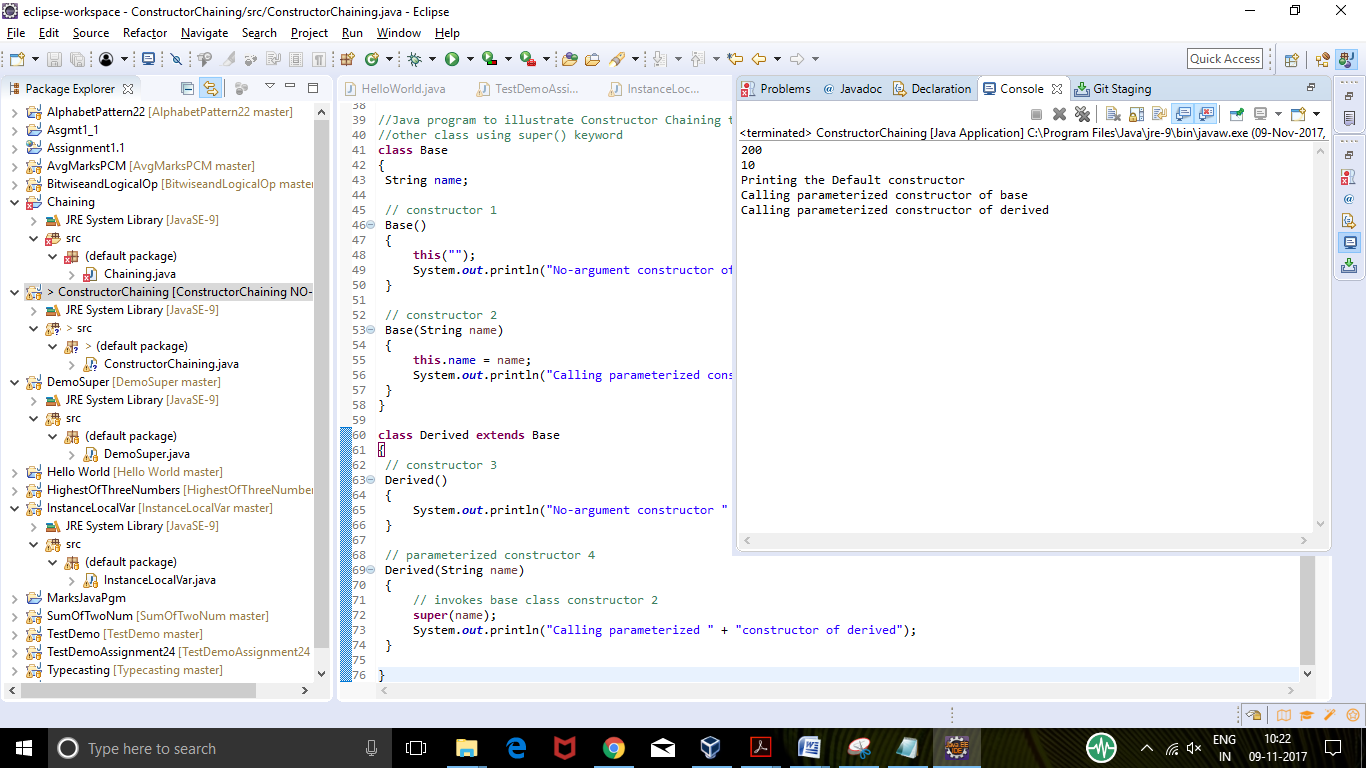 eclipse-workspace - ConstructorChaining/src/ConstructorChaining.java - Eclipse
File Edit Source Refactor Navigate Search Project Run Window Help
Quick Access
Package Explorer
AlphabetPattern22 [AlphabetPattern22 master]
Asgmt1_1
Assignment1.1
AvgMarksPCM [AvgMarksPCM master]
BitwiseandLogicalOp [BitwiseandLogicalOp master
Chaining
JRE System Library [JavaSE-9]
src
(default package)
Chaining.java
> ConstructorChaining [ConstructorChaining NO-
JRE System Library [JavaSE-9]
> src
> (default package)
ConstructorChaining.java
DemoSuper [DemoSuper master]
JRE System Library [JavaSE-9]
src
(default package)
DemoSuper.java
Hello World [Hello World master]
HighestOfThreeNumbers [HighestOfThreeNumber
InstanceLocalVar [InstanceLocalVar master]
JRE System Library [JavaSE-9]
src
(default package)
InstanceLocalVar.java
MarksJavaPgm
SumOfTwoNum [SumOfTwoNum master]
TestDemo [TestDemo master]
TestDemoAssignment24 [TestDemoAssignment24
Typecasting [Typecasting master]
HelloWorld.java TestDemoAssi... InstanceLoc...
38
39 //Java program to illustrate Constructor Chaining t
40 //other class using super() keyword
41 class Base
42 {
43 String name;
44
45 // constructor 1
46 Base()
47 {
48 this("");
49 System.out.println("No-argument constructor of
50 }
51
52 // constructor 2
53 Base(String name)
54 {
55 this.name = name;
56 System.out.println("Calling parameterized cons
57 }
58 }
59
60 class Derived extends Base
61 {
62 // constructor 3
63 Derived()
64 {
65 System.out.println("No-argument constructor "
66 }
67
68 // parameterized constructor 4
69 Derived(String name)
70 {
71 // invokes base class constructor 2
72 super(name);
73 System.out.println("Calling parameterized " + "constructor of derived");
74 }
75
76 }
Problems @ Javadoc Declaration Console Git Staging
<terminated> ConstructorChaining [Java Application] C:\Program Files\Java\jre-9\bin\javaw.exe (09-Nov-2017,
200
10
Printing the Default constructor
Calling parameterized constructor of base
Calling parameterized constructor of derived
Type here to search
ENG
IN
10:22
09-11-2017